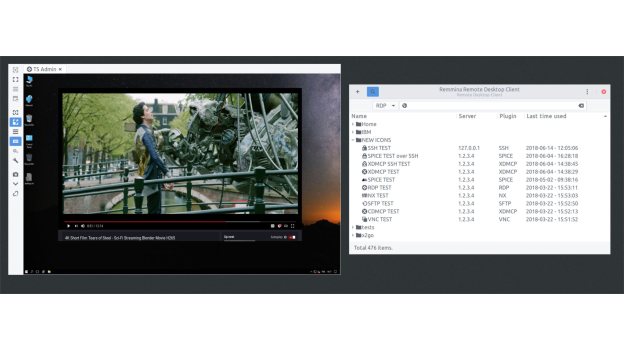 TS Admin ×
4K Short Film Tears of Steel - Sci-Fi Streaming Blender Movie
Up next
Remmina Remote Desktop Client
Remmina Remote Desktop Client
RDP
Name Server Plugin Last time used
Home
IBM
NEW ICONS
SSH TEST 127.0.0.1 SSH 2018-06-14 - 12:05:06
SPICE TEST over SSH 1.2.3.4 SPICE 2018-06-04 - 16:28:18
XDMCP SSH TEST 1.2.3.4 XDMCP 2018-06-04 - 14:38:45
XDMCP TEST 1.2.3.4 XDMCP 2018-06-04 - 14:38:29
SPICE TEST 1.2.3.4 SPICE 2018-05-02 - 09:38:16
RDP TEST 1.2.3.4 RDP 2018-03-22 - 15:53:11
NX TEST 1.2.3.4 NX 2018-03-22 - 15:53:03
SFTP TEST 1.2.3.4 SFTP 2018-03-22 - 15:52:50
COMCP TEST 1.2.3.4 XDMCP 2018-03-22 - 15:52:13
VNC TEST 1.2.3.4 VNC 2018-03-22 - 15:51:52
tests
x2go
Total 476 items.